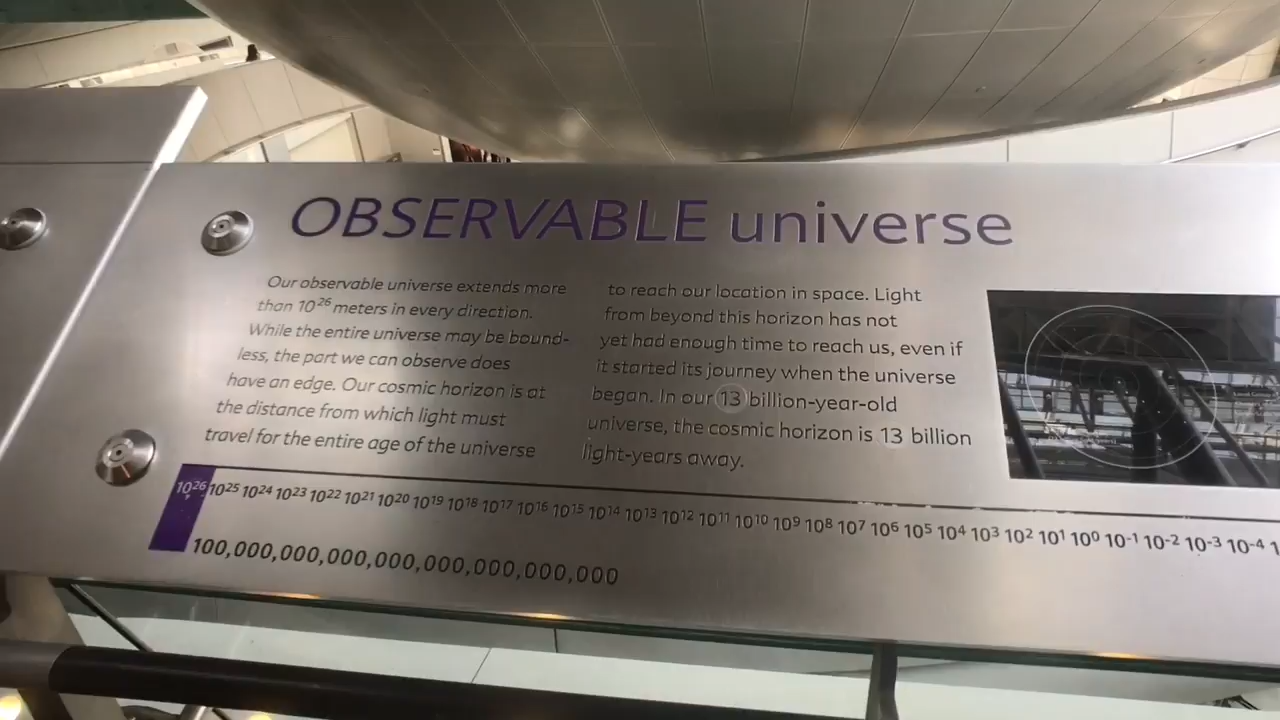 OBSERVABLE universe
Our observable universe extends more
than 10²⁶ meters in every direction.
While the entire universe may be bound-
less, the part we can observe does
have an edge. Our cosmic horizon is at
the distance from which light must
travel for the entire age of the universe
to reach our location in space. Light
from beyond this horizon has not
yet had enough time to reach us, even if
it started its journey when the universe
began. In our 13 billion-year-old
universe, the cosmic horizon is 13 billion
light-years away.
10²⁶ 10²⁵ 10²⁴ 10²³ 10²² 10²¹ 10²⁰ 10¹⁹ 10¹⁸ 10¹⁷ 10¹⁶ 10¹⁵ 10¹⁴ 10¹³ 10¹² 10¹¹ 10¹⁰ 10⁹ 10⁸ 10⁷ 10⁶ 10⁵ 10⁴ 10³ 10² 10¹ 10⁰ 10⁻¹ 10⁻² 10⁻³ 10⁻⁴
100,000,000,000,000,000,000,000,000